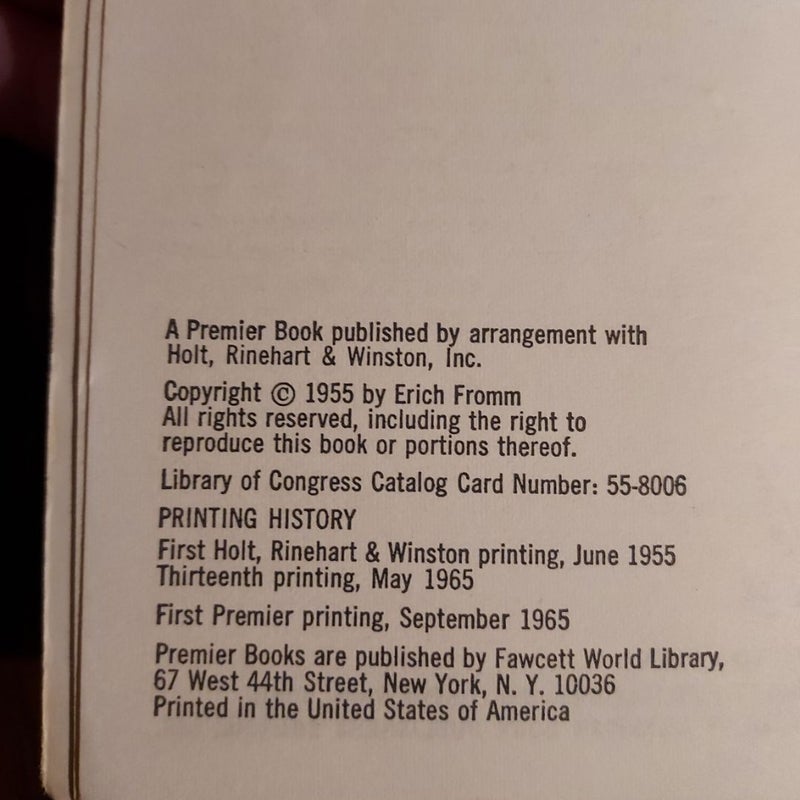 A Premier Book published by arrangement with
Holt, Rinehart & Winston, Inc.
Copyright © 1955 by Erich Fromm
All rights reserved, including the right to
reproduce this book or portions thereof.
Library of Congress Catalog Card Number: 55-8006
PRINTING HISTORY
First Holt, Rinehart & Winston printing, June 1955
Thirteenth printing, May 1965
First Premier printing, September 1965
Premier Books are published by Fawcett World Library,
67 West 44th Street, New York, N. Y. 10036
Printed in the United States of America